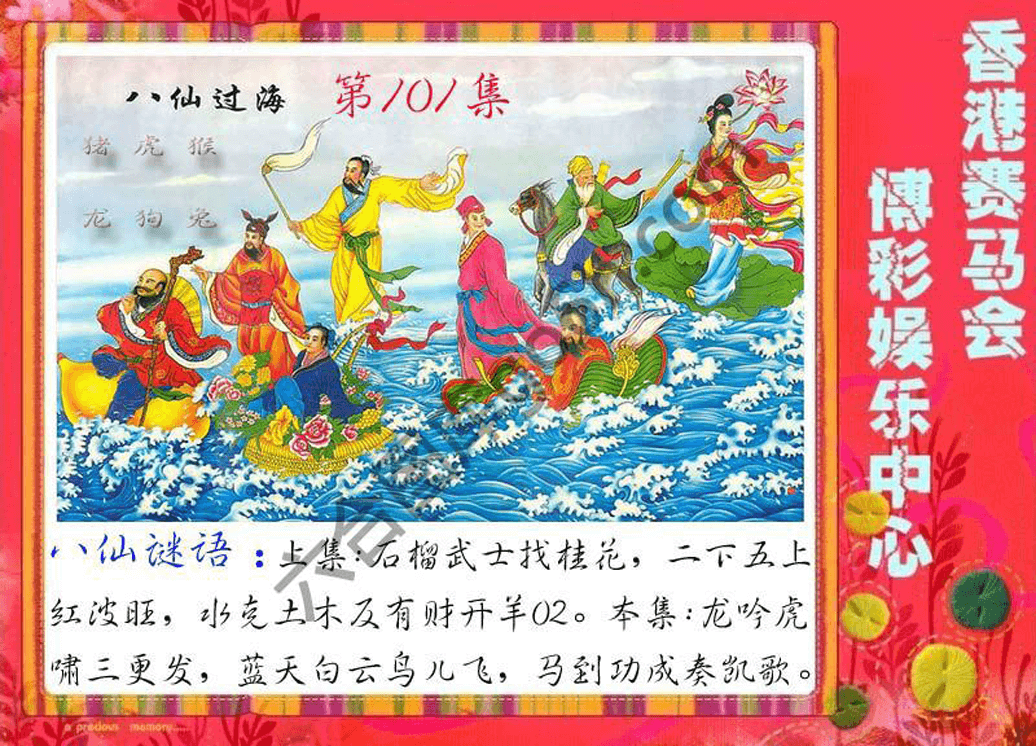 香港赛马会
博彩娱乐中心
八仙过海
第101集
猪 虎 猴
龙 狗 兔
八仙谜语：上集:石榴武士找桂花，二下五上
红波旺，水克土木及有财开羊02。本集:龙吟虎
啸三更发，蓝天白云鸟儿飞，马到功成奏凯歌。
a precious memory......